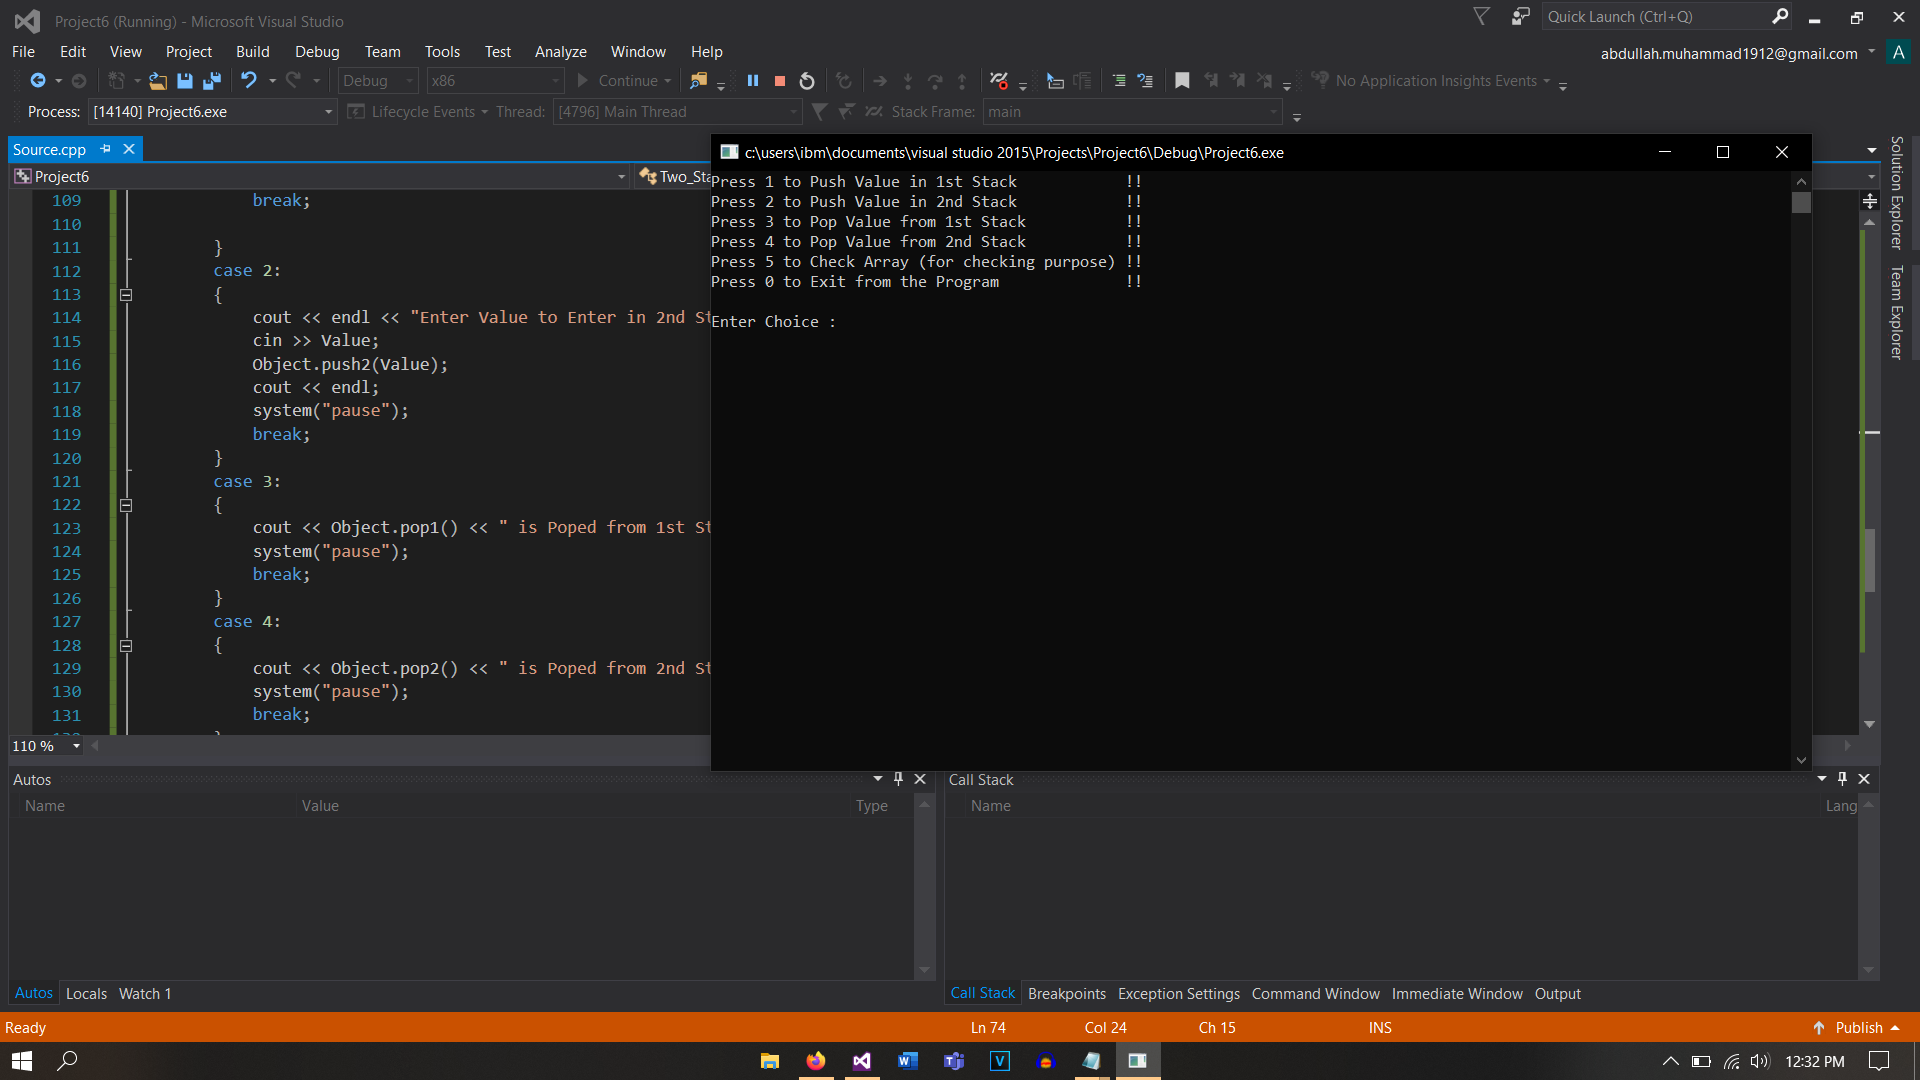 Project6 (Running) - Microsoft Visual Studio
Quick Launch (Ctrl+Q)
File Edit View Project Build Debug Team Tools Test Analyze Window Help
abdullah.muhammad1912@gmail.com A
Debug x86 Continue No Application Insights Events
Process: [14140] Project6.exe Lifecycle Events Thread: [4796] Main Thread Stack Frame: main
Source.cpp
Project6 Two_Sta
109 break;
110
111 }
112 case 2:
113 {
114 cout << endl << "Enter Value to Enter in 2nd St
115 cin >> Value;
116 Object.push2(Value);
117 cout << endl;
118 system("pause");
119 break;
120 }
121 case 3:
122 {
123 cout << Object.pop1() << " is Poped from 1st St
124 system("pause");
125 break;
126 }
127 case 4:
128 {
129 cout << Object.pop2() << " is Poped from 2nd St
130 system("pause");
131 break;
110 %
c:\users\ibm\documents\visual studio 2015\Projects\Project6\Debug\Project6.exe
Press 1 to Push Value in 1st Stack !!
Press 2 to Push Value in 2nd Stack !!
Press 3 to Pop Value from 1st Stack !!
Press 4 to Pop Value from 2nd Stack !!
Press 5 to Check Array (for checking purpose) !!
Press 0 to Exit from the Program !!
Enter Choice :
Solution Explorer
Team Explorer
Autos
Name Value Type
Autos Locals Watch 1
Call Stack
Name Lang
Call Stack Breakpoints Exception Settings Command Window Immediate Window Output
Ready Ln 74 Col 24 Ch 15 INS Publish
12:32 PM